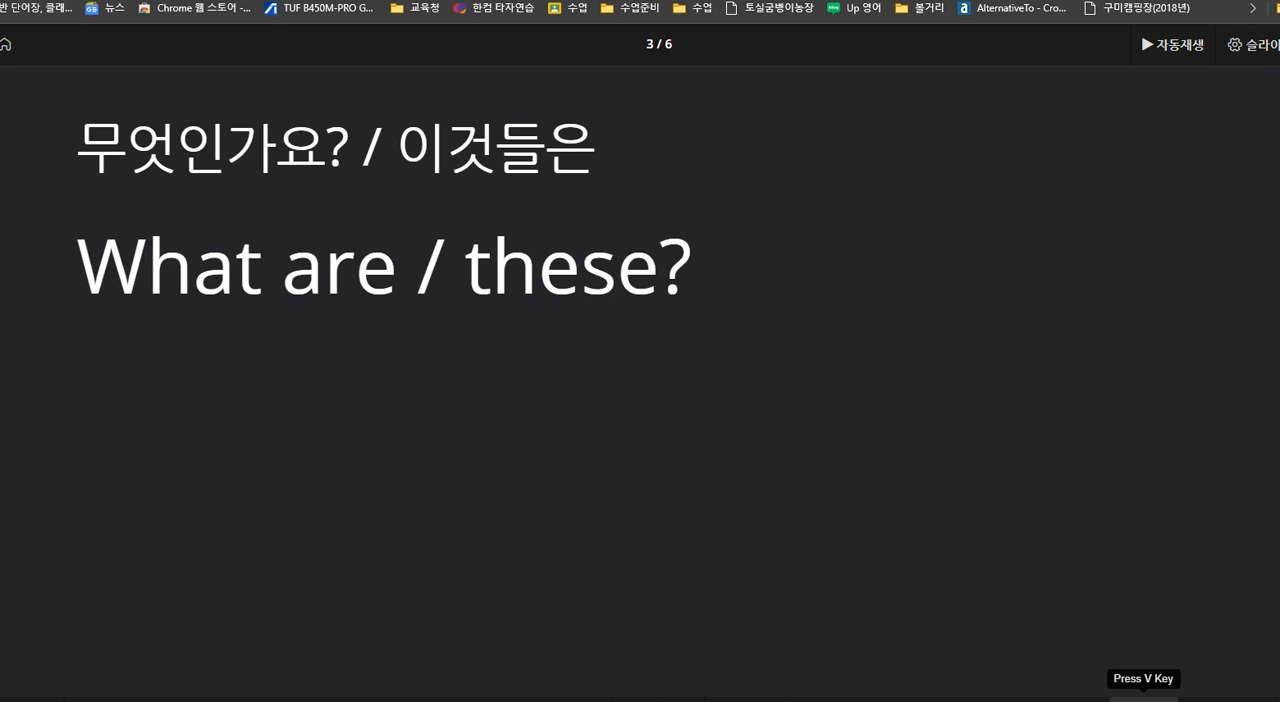 반 단어장, 클래... 뉴스 Chrome 웹 스토어 -... TUF B450M-PRO G... 교육청 한컴 타자연습 수업 수업준비 수업 토실굼벵이농장 Up 영어 볼거리 AlternativeTo - Cro... 구미캠핑장(2018년)
3 / 6 자동재생 슬라이
무엇인가요? / 이것들은
What are / these?
Press V Key